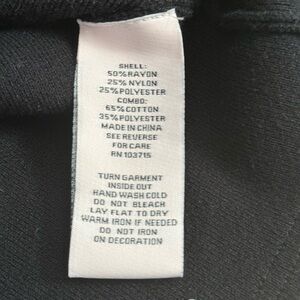 SHELL:
50%RAYON
25%NYLON
25%POLYESTER
COMBO:
65%COTTON
35%POLYESTER
MADE IN CHINA
SEE REVERSE
FOR CARE
RN 103715
TURN GARMENT
INSIDE OUT
HAND WASH COLD
DO NOT BLEACH
LAY FLAT TO DRY
WARM IRON IF NEEDED
DO NOT IRON
ON DECORATION